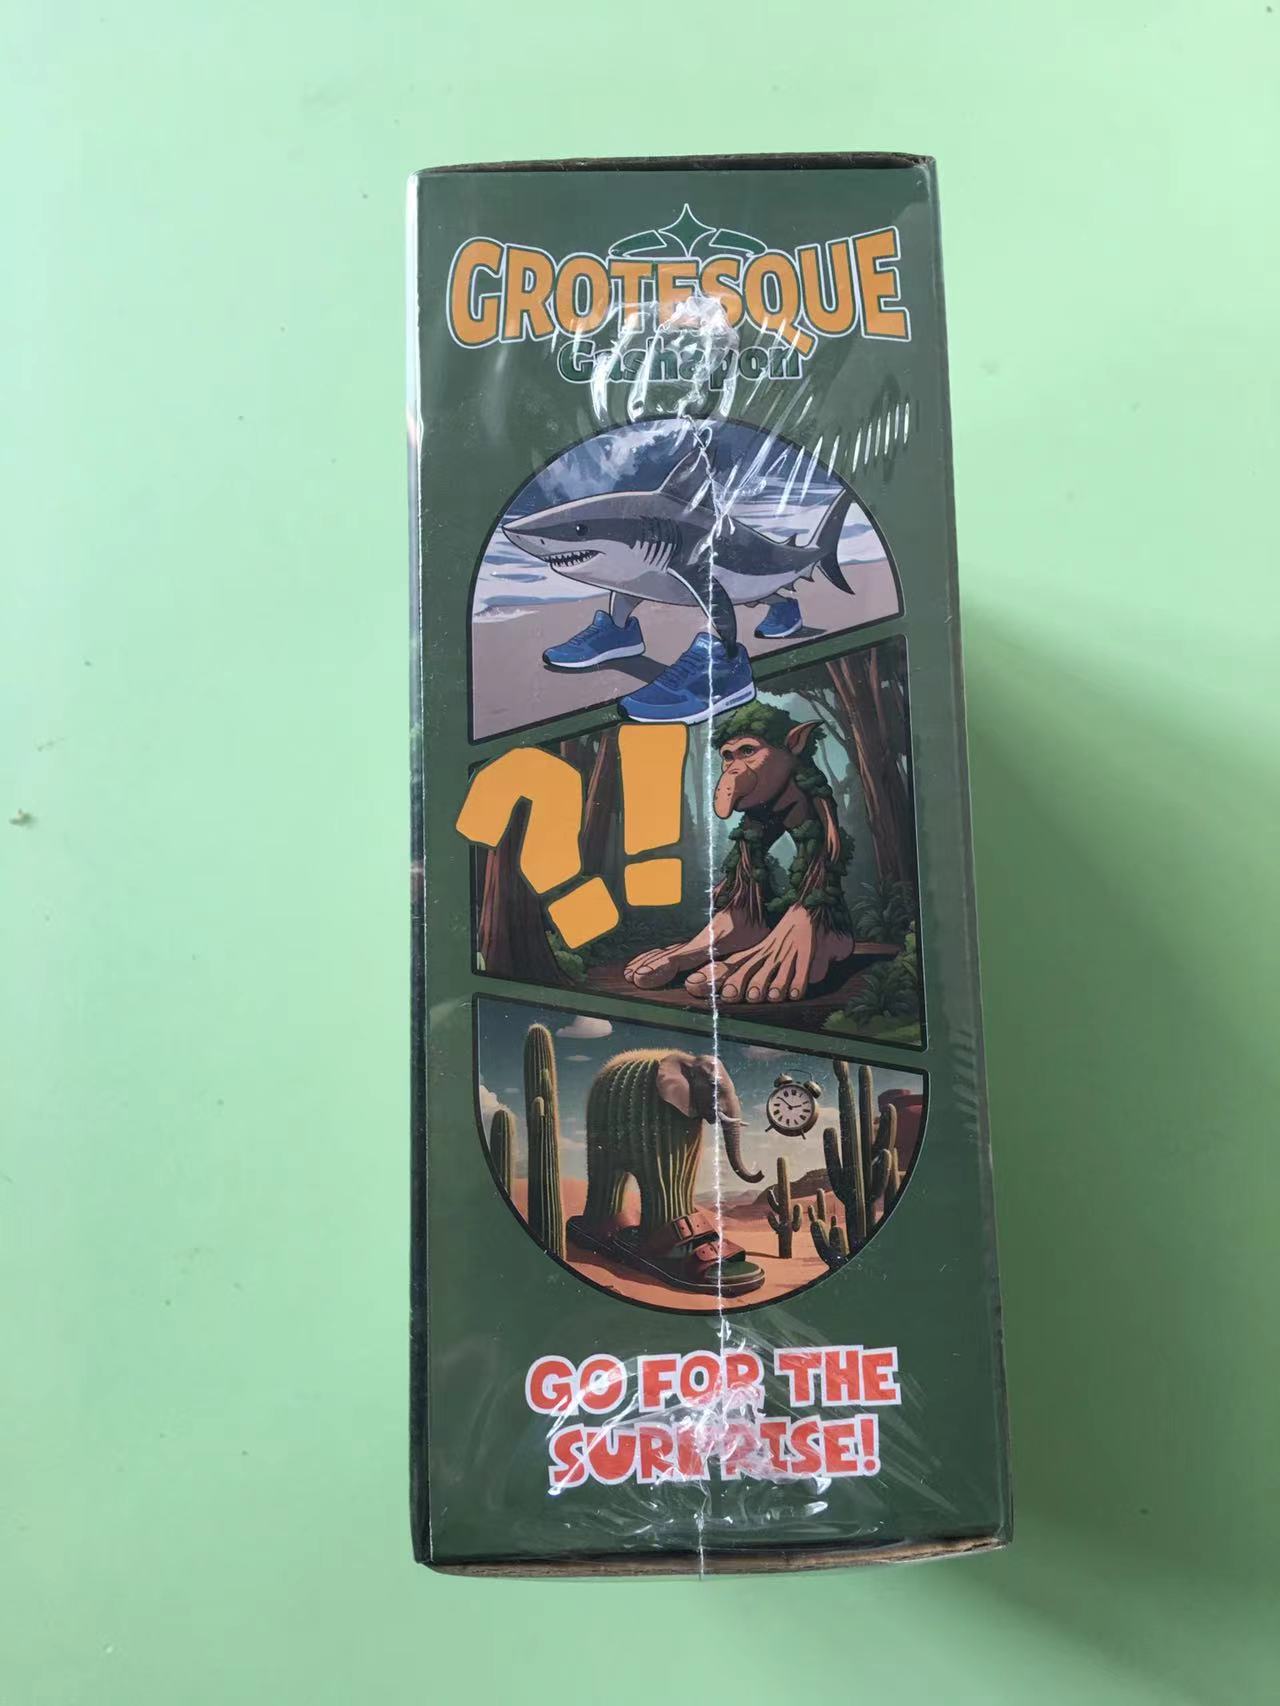 GROTESQUE
Gashapon
?!
GO FOR THE
SURPRISE!